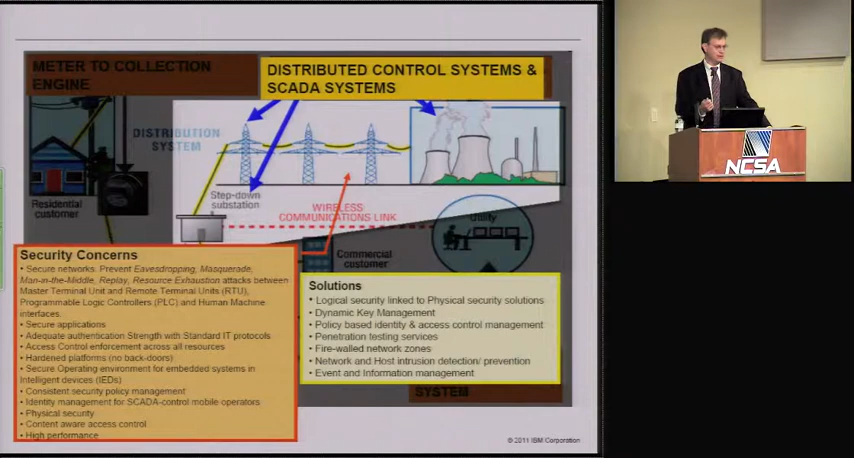 METER TO COLLECTION
ENGINE
DISTRIBUTED CONTROL SYSTEMS &
SCADA SYSTEMS
DISTRIBUTION
SYSTEM
Residential
customer
Step-down
substation
WIRELESS
COMMUNICATIONS LINK
Utility
Commercial
customer
Security Concerns
• Secure networks. Prevent Eavesdropping, Masquerade,
Man-in-the-Middle, Replay, Resource Exhaustion attacks between
Master Terminal Unit and Remote Terminal Units (RTU),
Programmable Logic Controllers (PLC) and Human Machine
interfaces.
• Secure applications
• Adequate authentication Strength with Standard IT protocols
• Access Control enforcement across all resources
• Hardened platforms (no back-doors)
• Secure Operating environment for embedded systems in
Intelligent devices (IEDs)
• Consistent security policy management
• Identity management for SCADA-control mobile operators
• Physical security
• Content aware access control
• High performance
Solutions
• Logical security linked to Physical security solutions
• Dynamic Key Management
• Policy based identity & access control management
• Penetration testing services
• Fire-walled network zones
• Network and Host intrusion detection/ prevention
• Event and Information management
SYSTEM
© 2011 IBM Corporation
NCSA